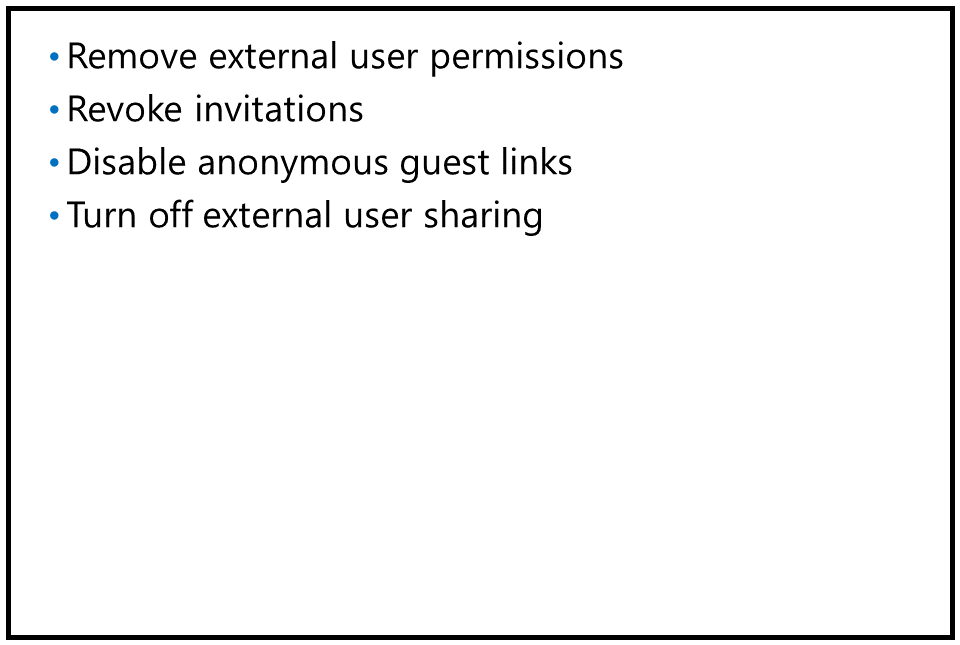 • Remove external user permissions
• Revoke invitations
• Disable anonymous guest links
• Turn off external user sharing